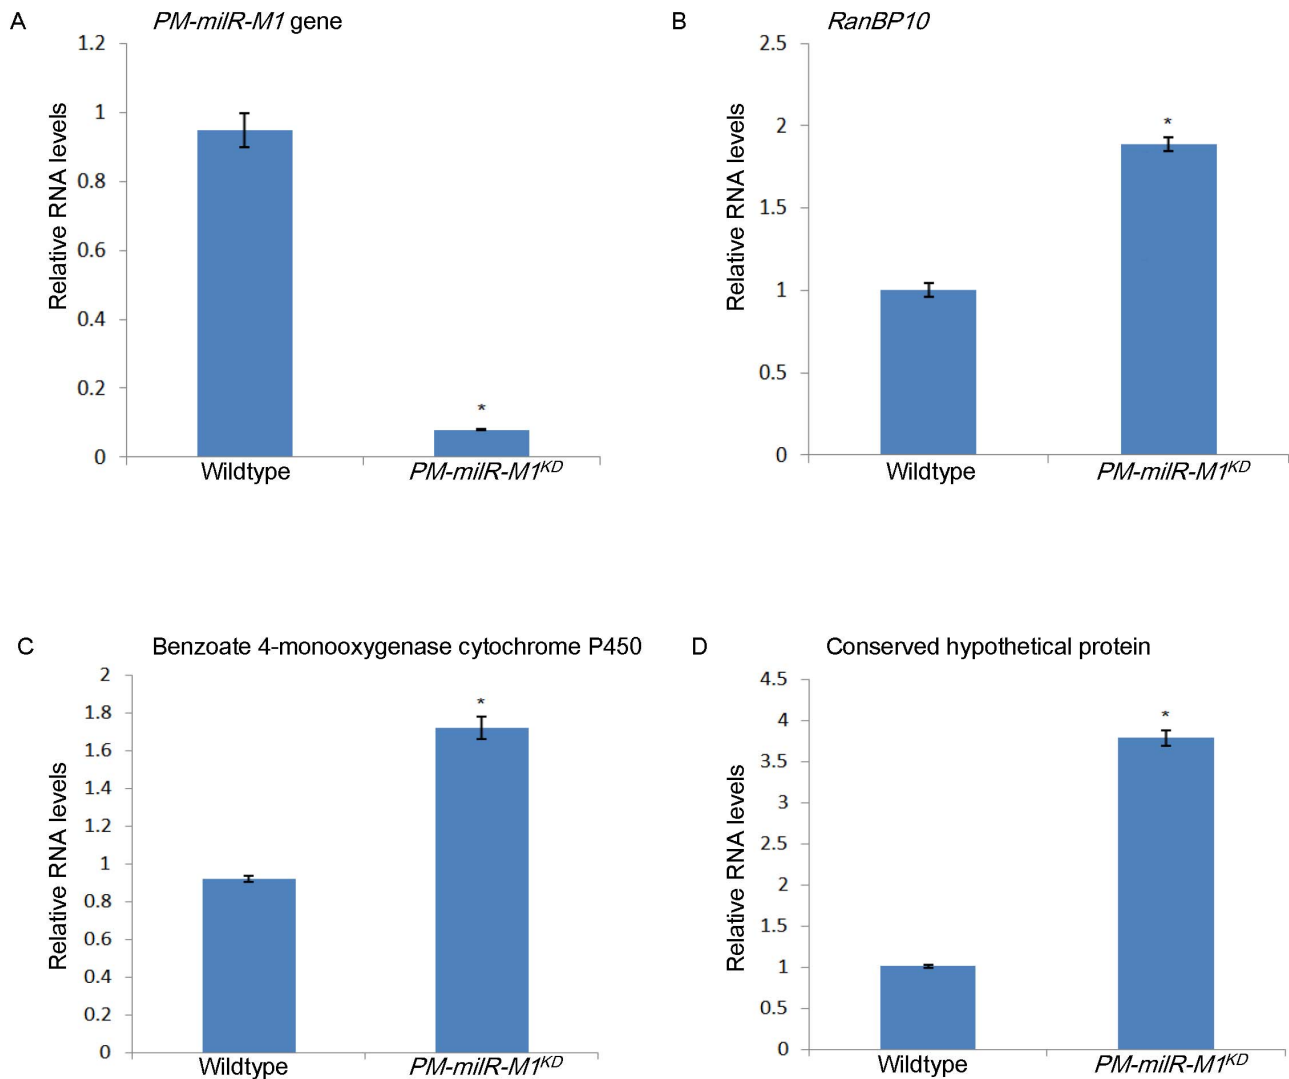 A
PM-milR-M1 gene
1.2
1
0.8
0.6
0.4
0.2
0
Relative RNA levels
*
Wildtype
PM-milR-M1KD
B
RanBP10
2.5
2
1.5
1
0.5
0
Relative RNA levels
*
Wildtype
PM-milR-M1KD
C
Benzoate 4-monooxygenase cytochrome P450
2
1.8
1.6
1.4
1.2
1
0.8
0.6
0.4
0.2
0
Relative RNA levels
*
Wildtype
PM-milR-M1KD
D
Conserved hypothetical protein
4.5
4
3.5
3
2.5
2
1.5
1
0.5
0
Relative RNA levels
*
Wildtype
PM-milR-M1KD